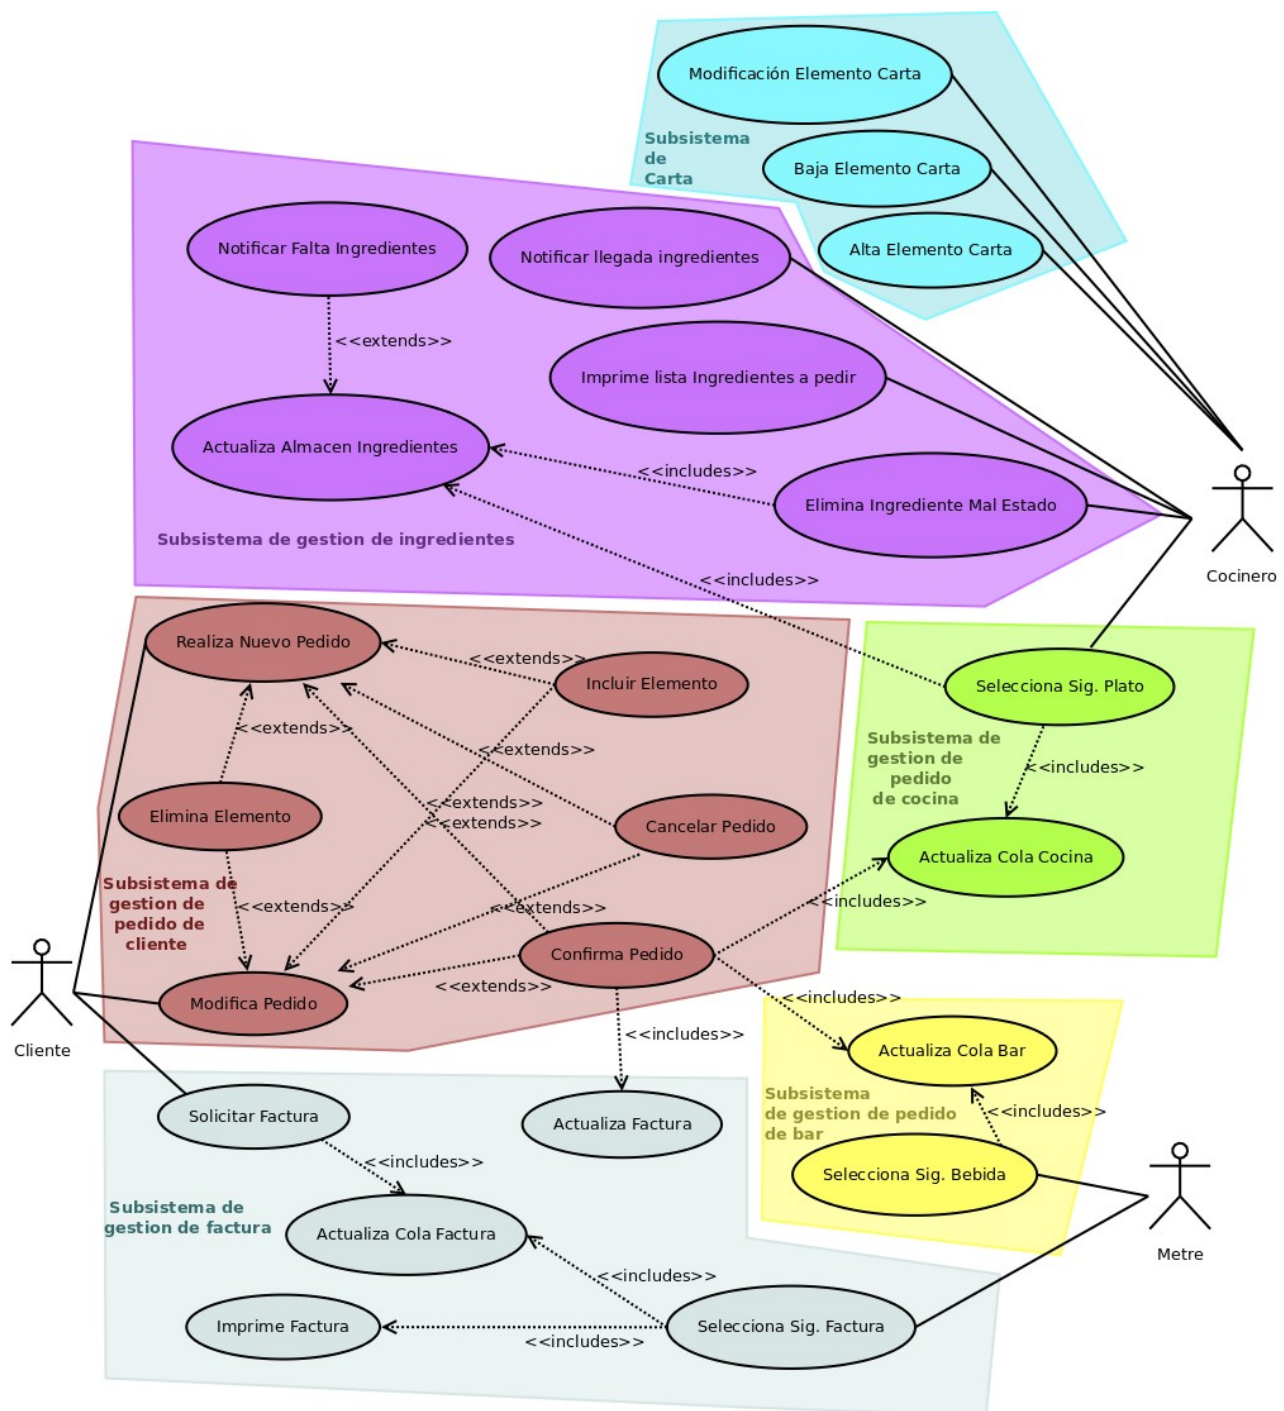 Modificación Elemento Carta
Subsistema
de
Carta
Baja Elemento Carta
Alta Elemento Carta
Notificar Falta Ingredientes
Notificar llegada ingredientes
<<extends>>
Imprime lista Ingredientes a pedir
Actualiza Almacen Ingredientes
<<includes>>
Elimina Ingrediente Mal Estado
Subsistema de gestion de ingredientes
<<includes>>
Cocinero
Realiza Nuevo Pedido
<<extends>>
Incluir Elemento
Selecciona Sig. Plato
<<extends>>
<<extends>>
Subsistema de
gestion de
pedido
de cocina
<<includes>>
<<extends>>
<<extends>>
Elimina Elemento
Cancelar Pedido
Actualiza Cola Cocina
Subsistema de
gestion de
pedido de
cliente
<<extends>>
<<extends>>
<<includes>>
Confirma Pedido
Modifica Pedido
<<extends>>
<<includes>>
Cliente
<<includes>>
Actualiza Cola Bar
Subsistema
de gestion de pedido
de bar
<<includes>>
Solicitar Factura
Actualiza Factura
<<includes>>
Selecciona Sig. Bebida
Subsistema de
gestion de factura
Actualiza Cola Factura
Metre
<<includes>>
Imprime Factura
<<includes>>
Selecciona Sig. Factura